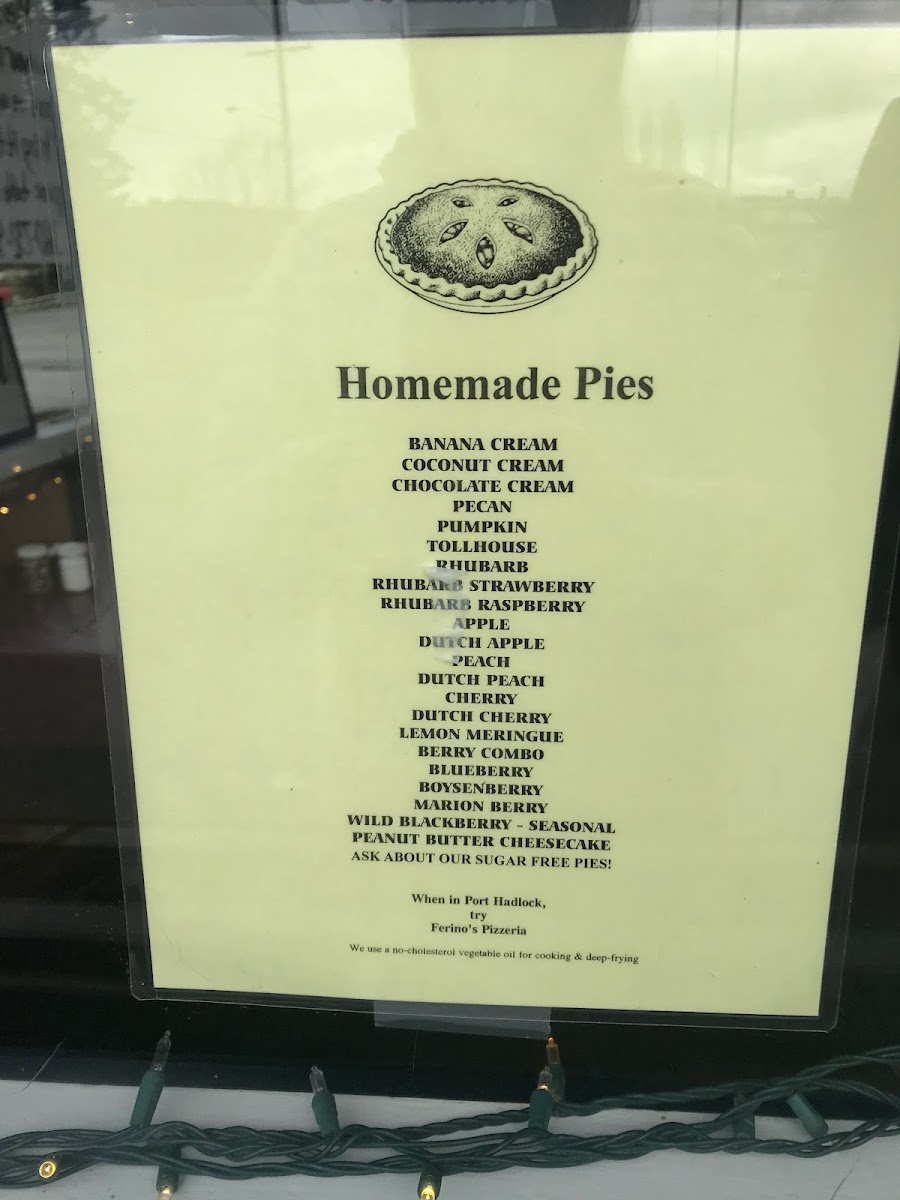 Homemade Pies
BANANA CREAM
COCONUT CREAM
CHOCOLATE CREAM
PECAN
PUMPKIN
TOLLHOUSE
RHUBARB
RHUBARB STRAWBERRY
RHUBARB RASPBERRY
APPLE
DUTCH APPLE
PEACH
DUTCH PEACH
CHERRY
DUTCH CHERRY
LEMON MERINGUE
BERRY COMBO
BLUEBERRY
BOYSENBERRY
MARION BERRY
WILD BLACKBERRY - SEASONAL
PEANUT BUTTER CHEESECAKE
ASK ABOUT OUR SUGAR FREE PIES!
When in Port Hadlock,
try
Ferino's Pizzeria
We use a no-cholesterol vegetable oil for cooking & deep-frying